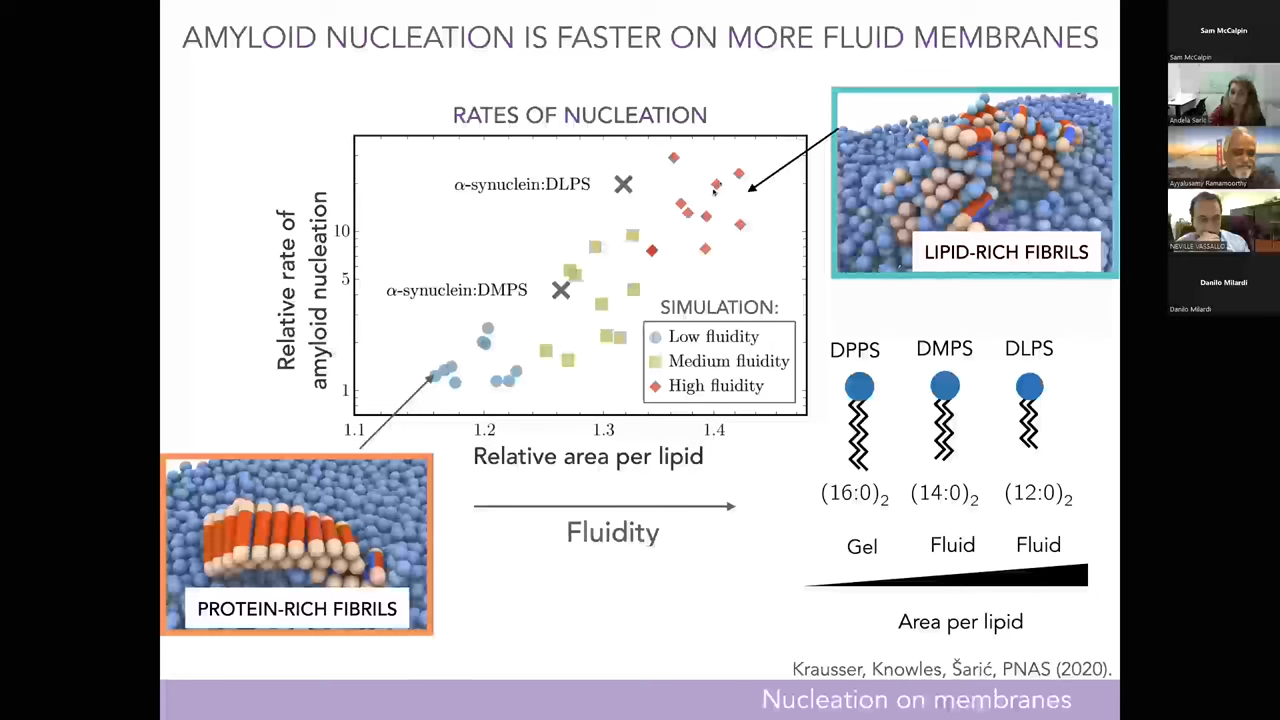 AMYLOID NUCLEATION IS FASTER ON MORE FLUID MEMBRANES
RATES OF NUCLEATION
Relative rate of
amyloid nucleation
10
5
1
α-synuclein:DLPS
α-synuclein:DMPS
SIMULATION:
Low fluidity
Medium fluidity
High fluidity
1.1 1.2 1.3 1.4
Relative area per lipid
Fluidity
PROTEIN-RICH FIBRILS
LIPID-RICH FIBRILS
DPPS DMPS DLPS
(16:0)₂ (14:0)₂ (12:0)₂
Gel Fluid Fluid
Area per lipid
Krausser, Knowles, Šarić, PNAS (2020).
Nucleation on membranes
Sam McCalpin
Sam McCalpin
Andela Saric
Ayyalusamy Ramamoorthy
NEVILLE VASSALLO
Danilo Milardi
Danilo Milardi